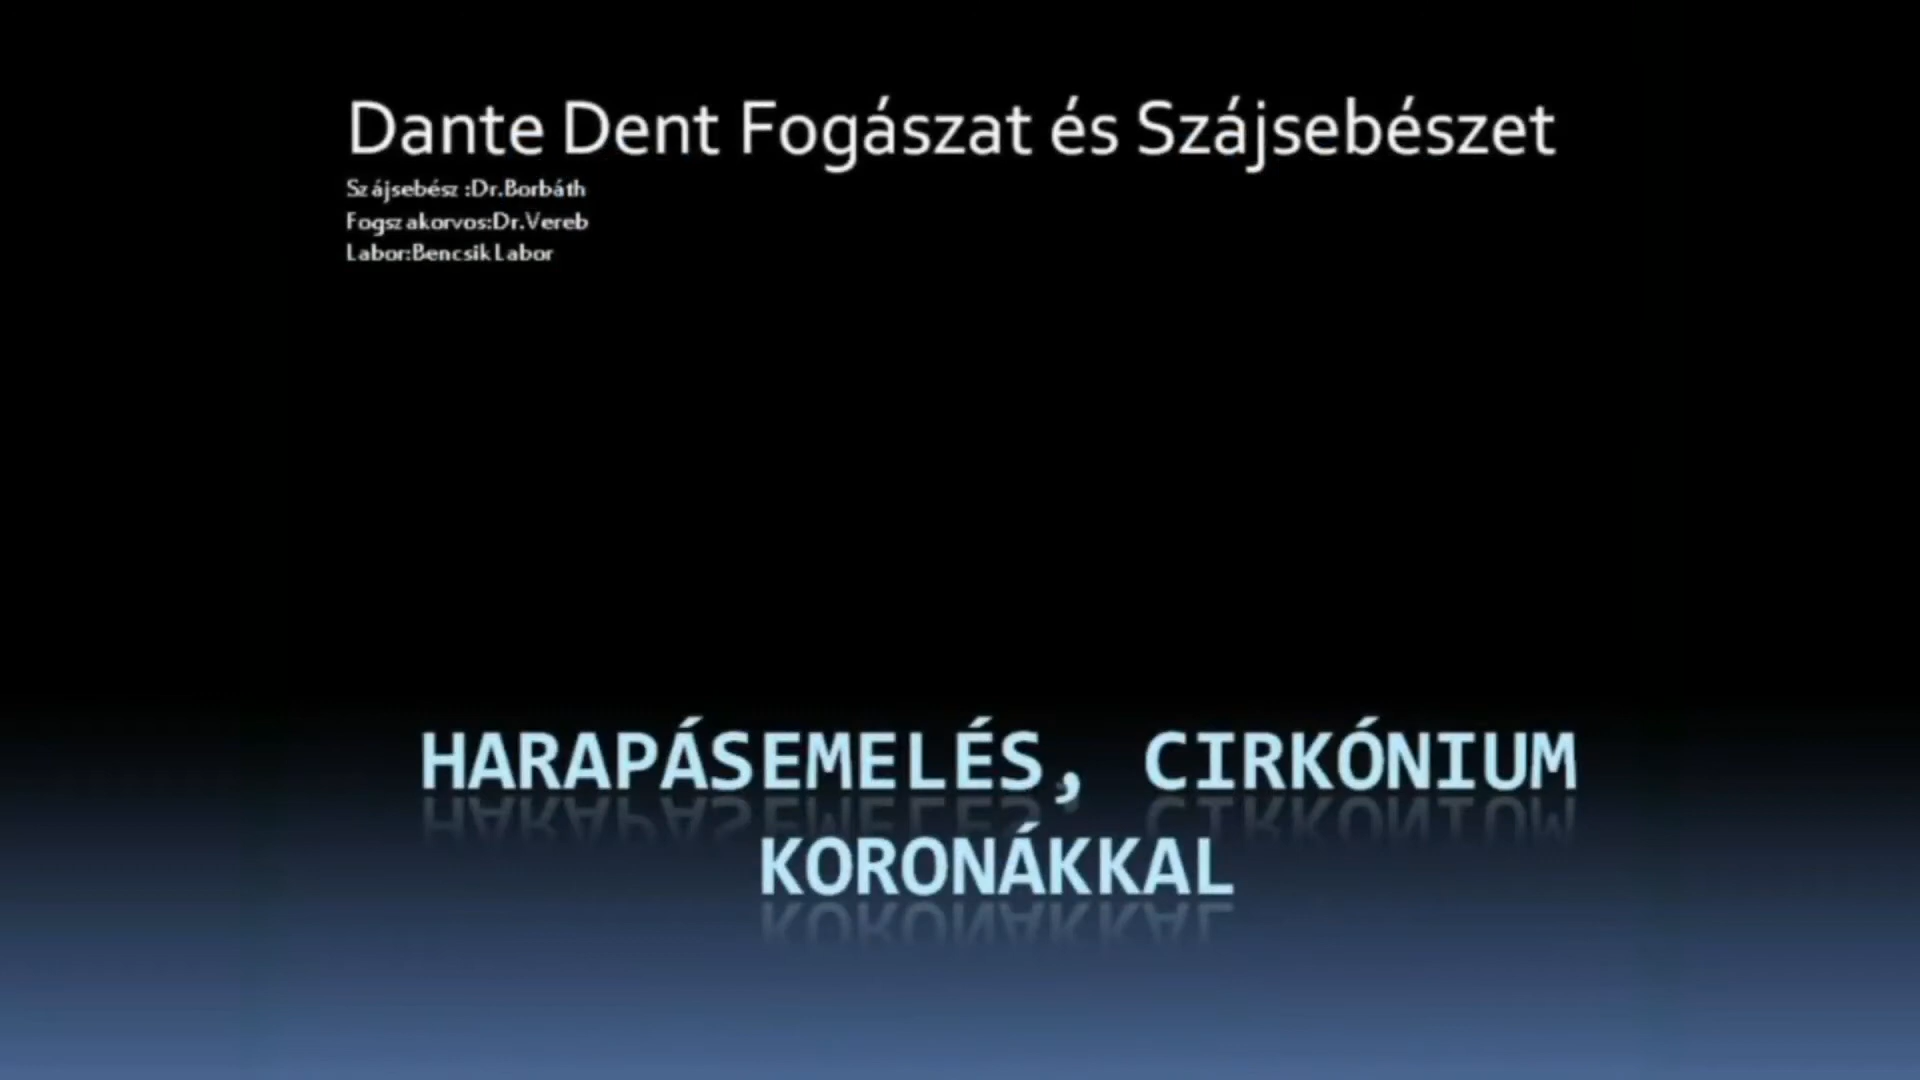 Dante Dent Fogászat és Szájsebészet
Szájsebész :Dr.Borbáth
Fogszakorvos:Dr.Vereb
Labor:Bencsik Labor
HARAPÁSEMELÉS, CIRKÓNIUM
KORONÁKKAL